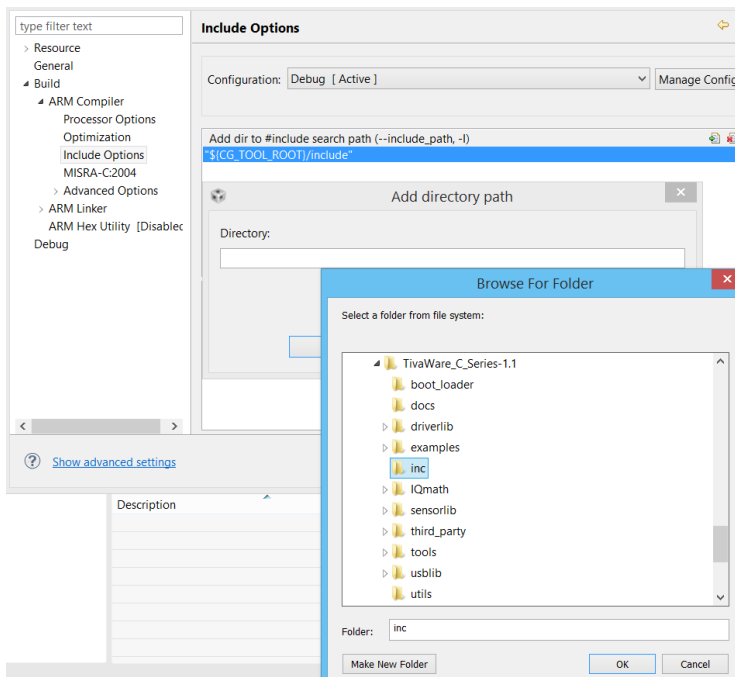 type filter text
Resource
General
Build
ARM Compiler
Processor Options
Optimization
Include Options
MISRA-C:2004
Advanced Options
ARM Linker
ARM Hex Utility [Disablec
Debug
Show advanced settings
Include Options
Configuration: Debug [ Active ]
Manage Config
Add dir to #include search path (--include_path, -I)
"${CG_TOOL_ROOT}/include"
Add directory path
Directory:
Browse For Folder
Select a folder from file system:
TivaWare_C_Series-1.1
boot_loader
docs
driverlib
examples
inc
IQmath
sensorlib
third_party
tools
usblib
utils
Folder: inc
Make New Folder OK Cancel
Description